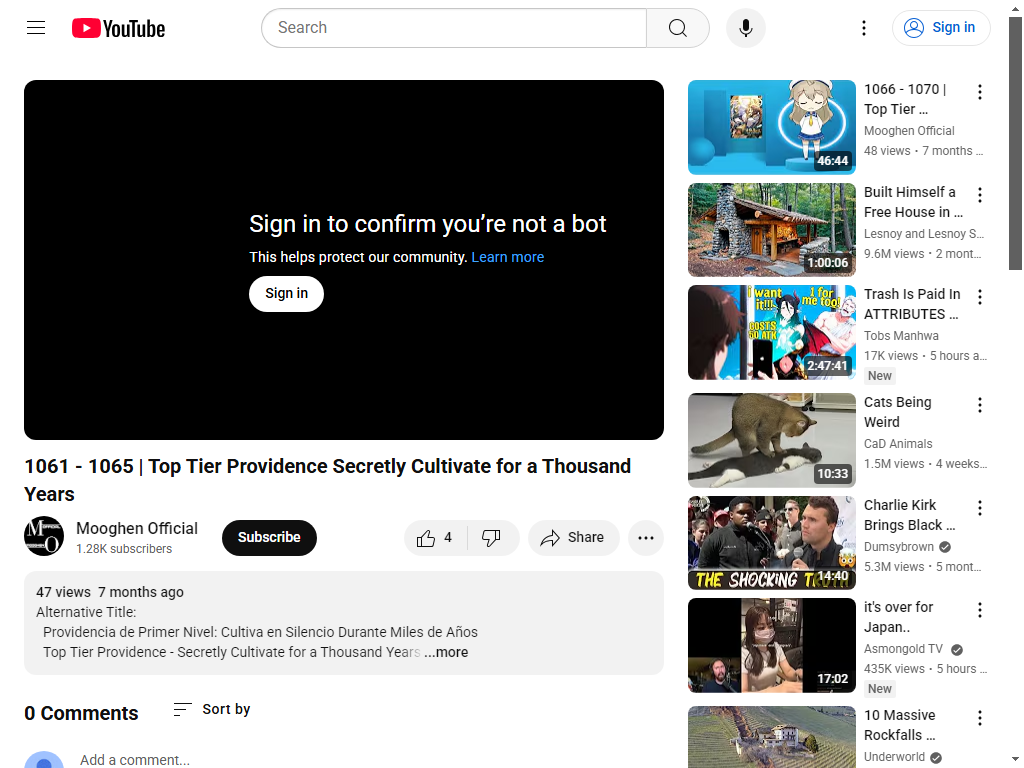 YouTube
Search
Sign in
Sign in to confirm you’re not a bot
This helps protect our community. Learn more
Sign in
1061 - 1065 | Top Tier Providence Secretly Cultivate for a Thousand
Years
Mooghen Official
1.28K subscribers
Subscribe
4
Share
47 views 7 months ago
Alternative Title:
Providencia de Primer Nivel: Cultiva en Silencio Durante Miles de Años
Top Tier Providence - Secretly Cultivate for a Thousand Years ...more
0 Comments
Sort by
Add a comment...
46:44
1066 - 1070 |
Top Tier ...
Mooghen Official
48 views • 7 months ...
1:00:06
Built Himself a
Free House in ...
Lesnoy and Lesnoy S...
9.6M views • 2 mont...
i want
it!!!
1 for
me too!
COSTS
50 ATK
2:47:41
Trash Is Paid In
ATTRIBUTES ...
Tobs Manhwa
17K views • 5 hours a...
New
10:33
Cats Being
Weird
CaD Animals
1.5M views • 4 weeks...
THE SHOCKING
14:40
Charlie Kirk
Brings Black ...
Dumsybrown
5.3M views • 5 mont...
17:02
it's over for
Japan..
Asmongold TV
435K views • 5 hours ...
New
10 Massive
Rockfalls ...
Underworld